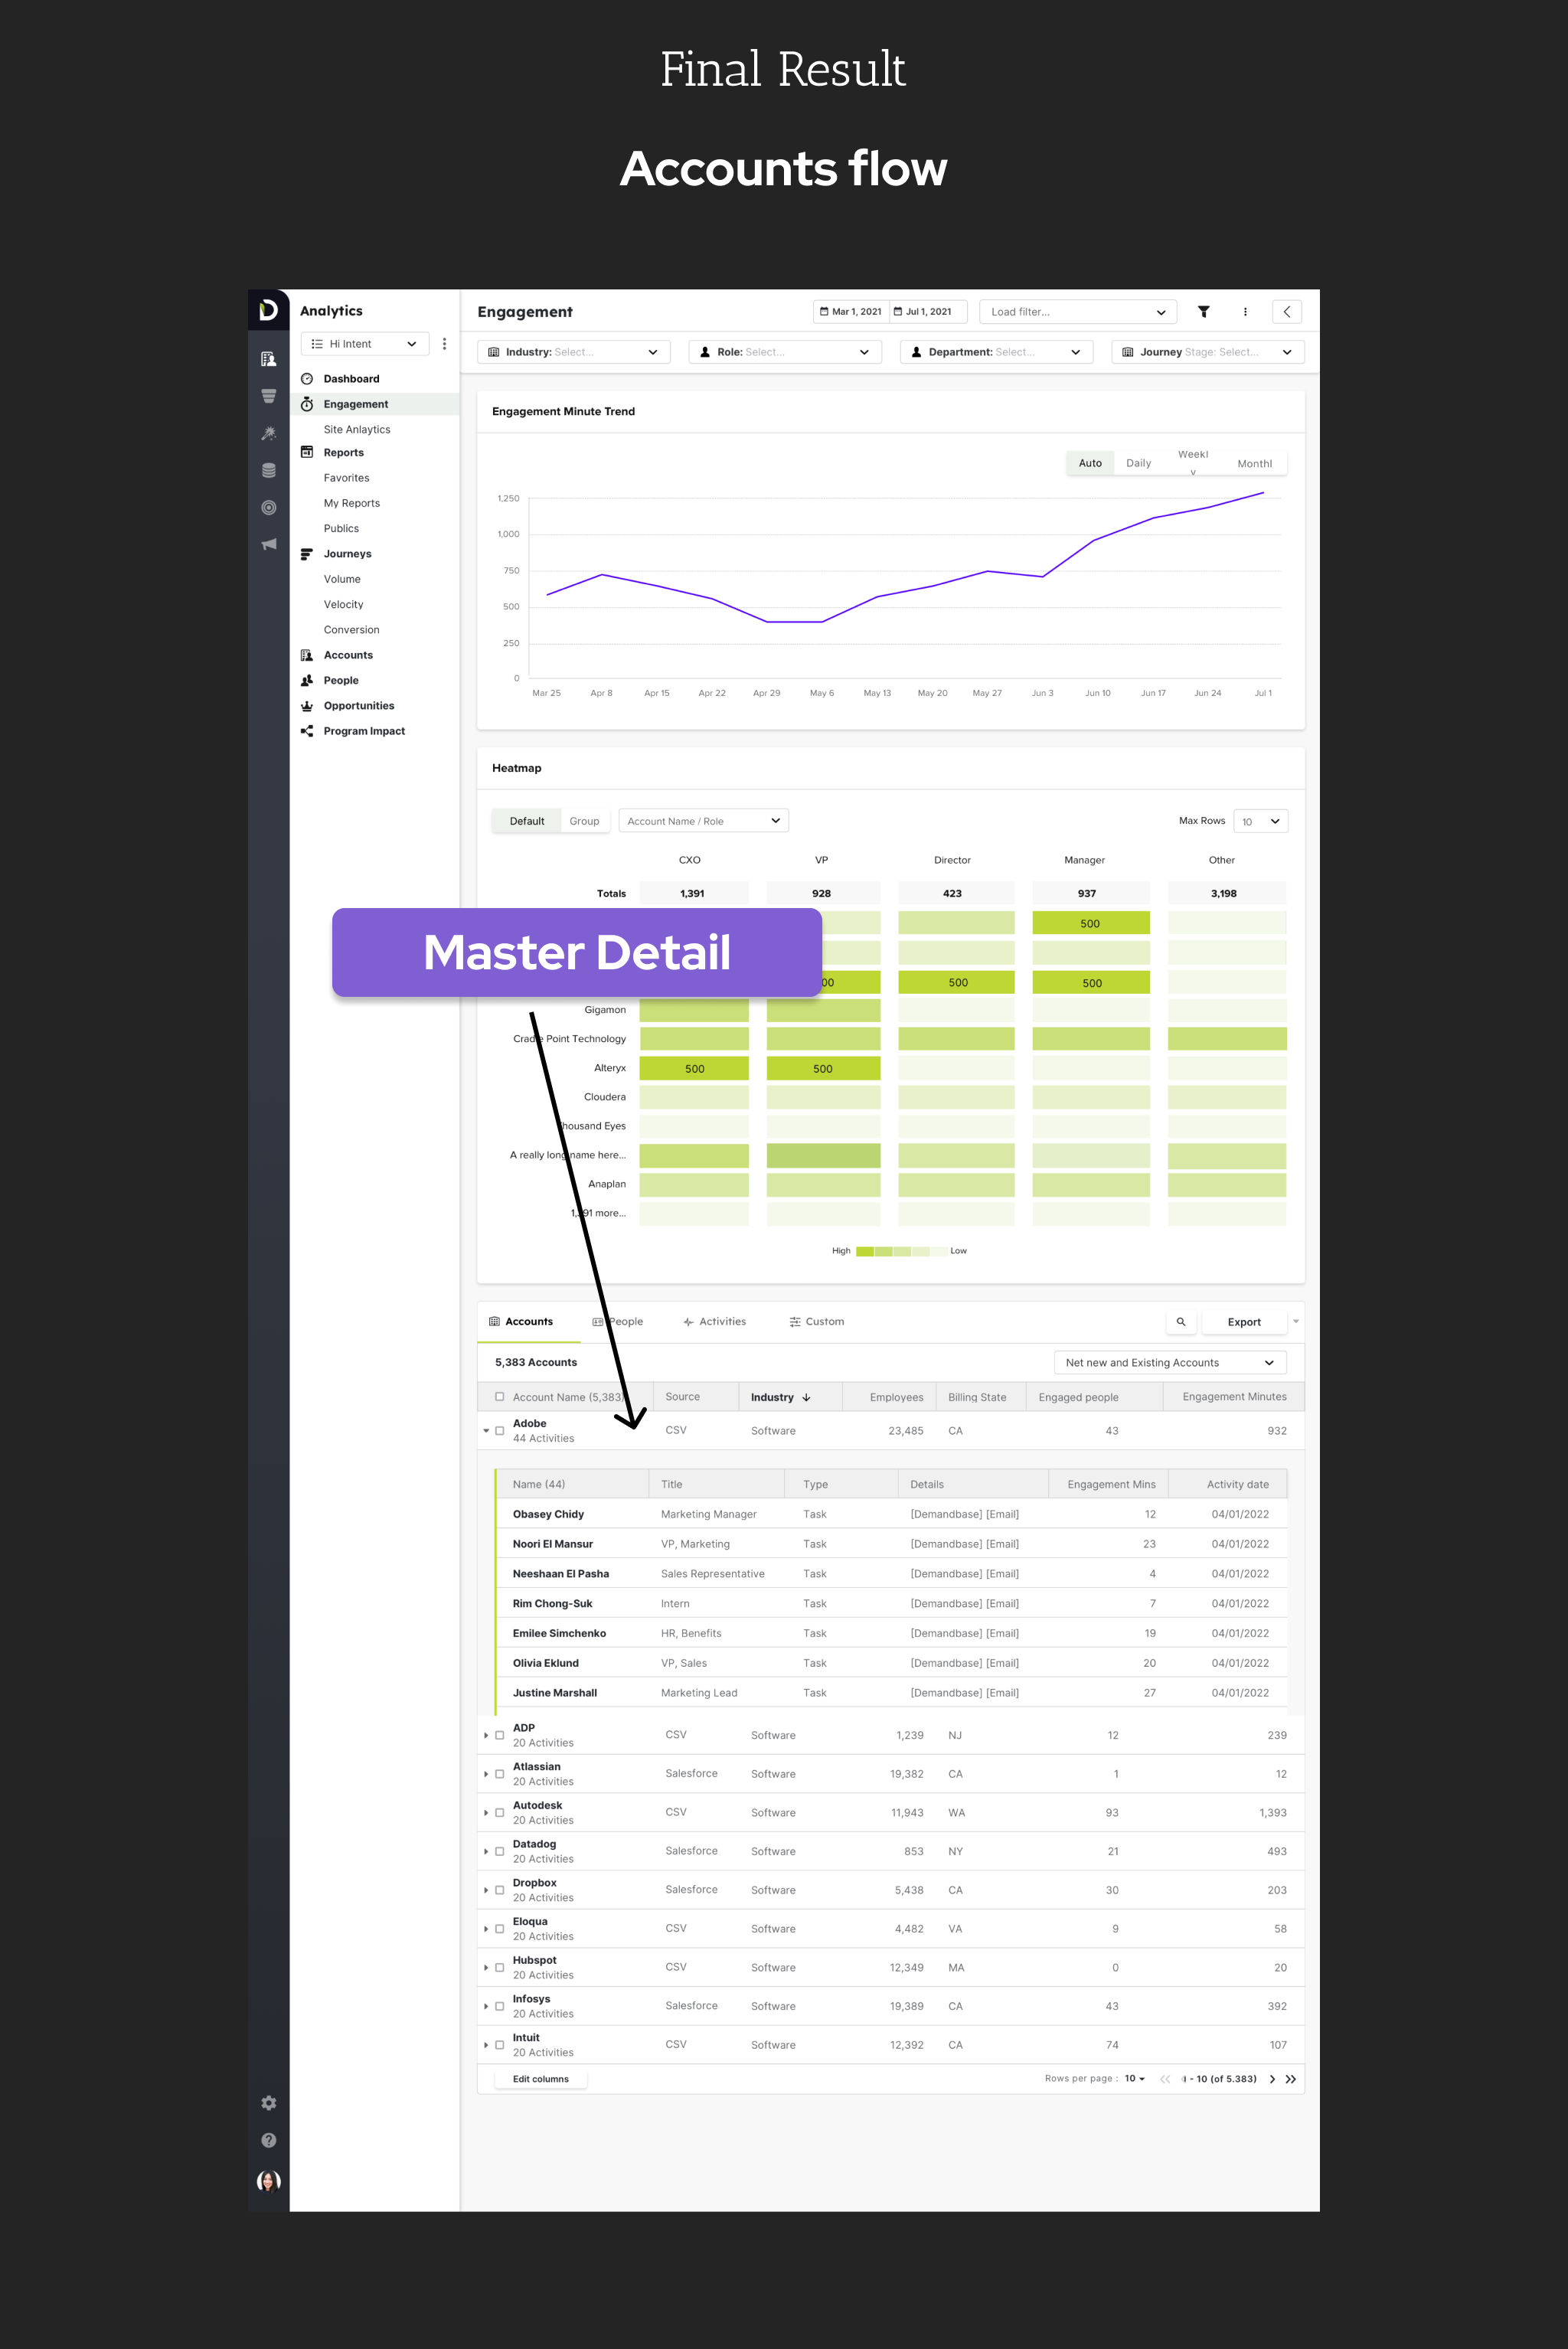 Final Result
Accounts flow
Analytics
Hi Intent
Dashboard
Engagement
Site Anlaytics
Reports
Favorites
My Reports
Publics
Journeys
Volume
Velocity
Conversion
Accounts
People
Opportunities
Program Impact
Engagement
Mar 1, 2021 Jul 1, 2021 Load filter...
Industry: Select... Role: Select... Department: Select... Journey Stage: Select...
Engagement Minute Trend
Auto Daily Weekl
y Monthl
1,250
1,000
750
500
250
0
Mar 25 Apr 8 Apr 15 Apr 22 Apr 29 May 6 May 13 May 20 May 27 Jun 3 Jun 10 Jun 17 Jun 24 Jul 1
Heatmap
Default Group Account Name / Role Max Rows 10
CXO VP Director Manager Other
Totals 1,391 928 423 937 3,198
500
Master Detail
00 500 500
Gigamon
Cradle Point Technology
Alteryx 500 500
Cloudera
housand Eyes
A really long name here...
Anaplan
more...
High Low
Accounts People Activities Custom Export
5,383 Accounts Net new and Existing Accounts
Account Name (5,383) Source Industry Employees Billing State Engaged people Engagement Minutes
Adobe
44 Activities CSV Software 23,485 CA 43 932
Name (44) Title Type Details Engagement Mins Activity date
Obasey Chidy Marketing Manager Task [Demandbase] [Email] 12 04/01/2022
Noori El Mansur VP, Marketing Task [Demandbase] [Email] 23 04/01/2022
Neeshaan El Pasha Sales Representative Task [Demandbase] [Email] 4 04/01/2022
Rim Chong-Suk Intern Task [Demandbase] [Email] 7 04/01/2022
Emilee Simchenko HR, Benefits Task [Demandbase] [Email] 19 04/01/2022
Olivia Eklund VP, Sales Task [Demandbase] [Email] 20 04/01/2022
Justine Marshall Marketing Lead Task [Demandbase] [Email] 27 04/01/2022
ADP
20 Activities CSV Software 1,239 NJ 12 239
Atlassian
20 Activities Salesforce Software 19,382 CA 1 12
Autodesk
20 Activities CSV Software 11,943 WA 93 1,393
Datadog
20 Activities Salesforce Software 853 NY 21 493
Dropbox
20 Activities Salesforce Software 5,438 CA 30 203
Eloqua
20 Activities CSV Software 4,482 VA 9 58
Hubspot
20 Activities CSV Software 12,349 MA 0 20
Infosys
20 Activities Salesforce Software 19,389 CA 43 392
Intuit
20 Activities CSV Software 12,392 CA 74 107
Edit columns Rows per page : 10 1 - 10 (of 5.383)